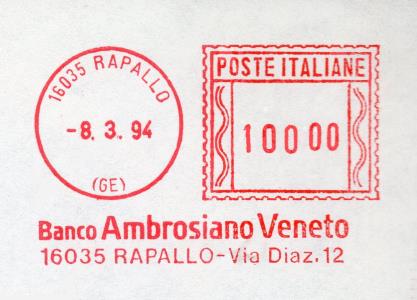 16035 RAPALLO
-8. 3. 94
(GE)
POSTE ITALIANE
100 00
Banco Ambrosiano Veneto
16035 RAPALLO-Via Diaz. 12